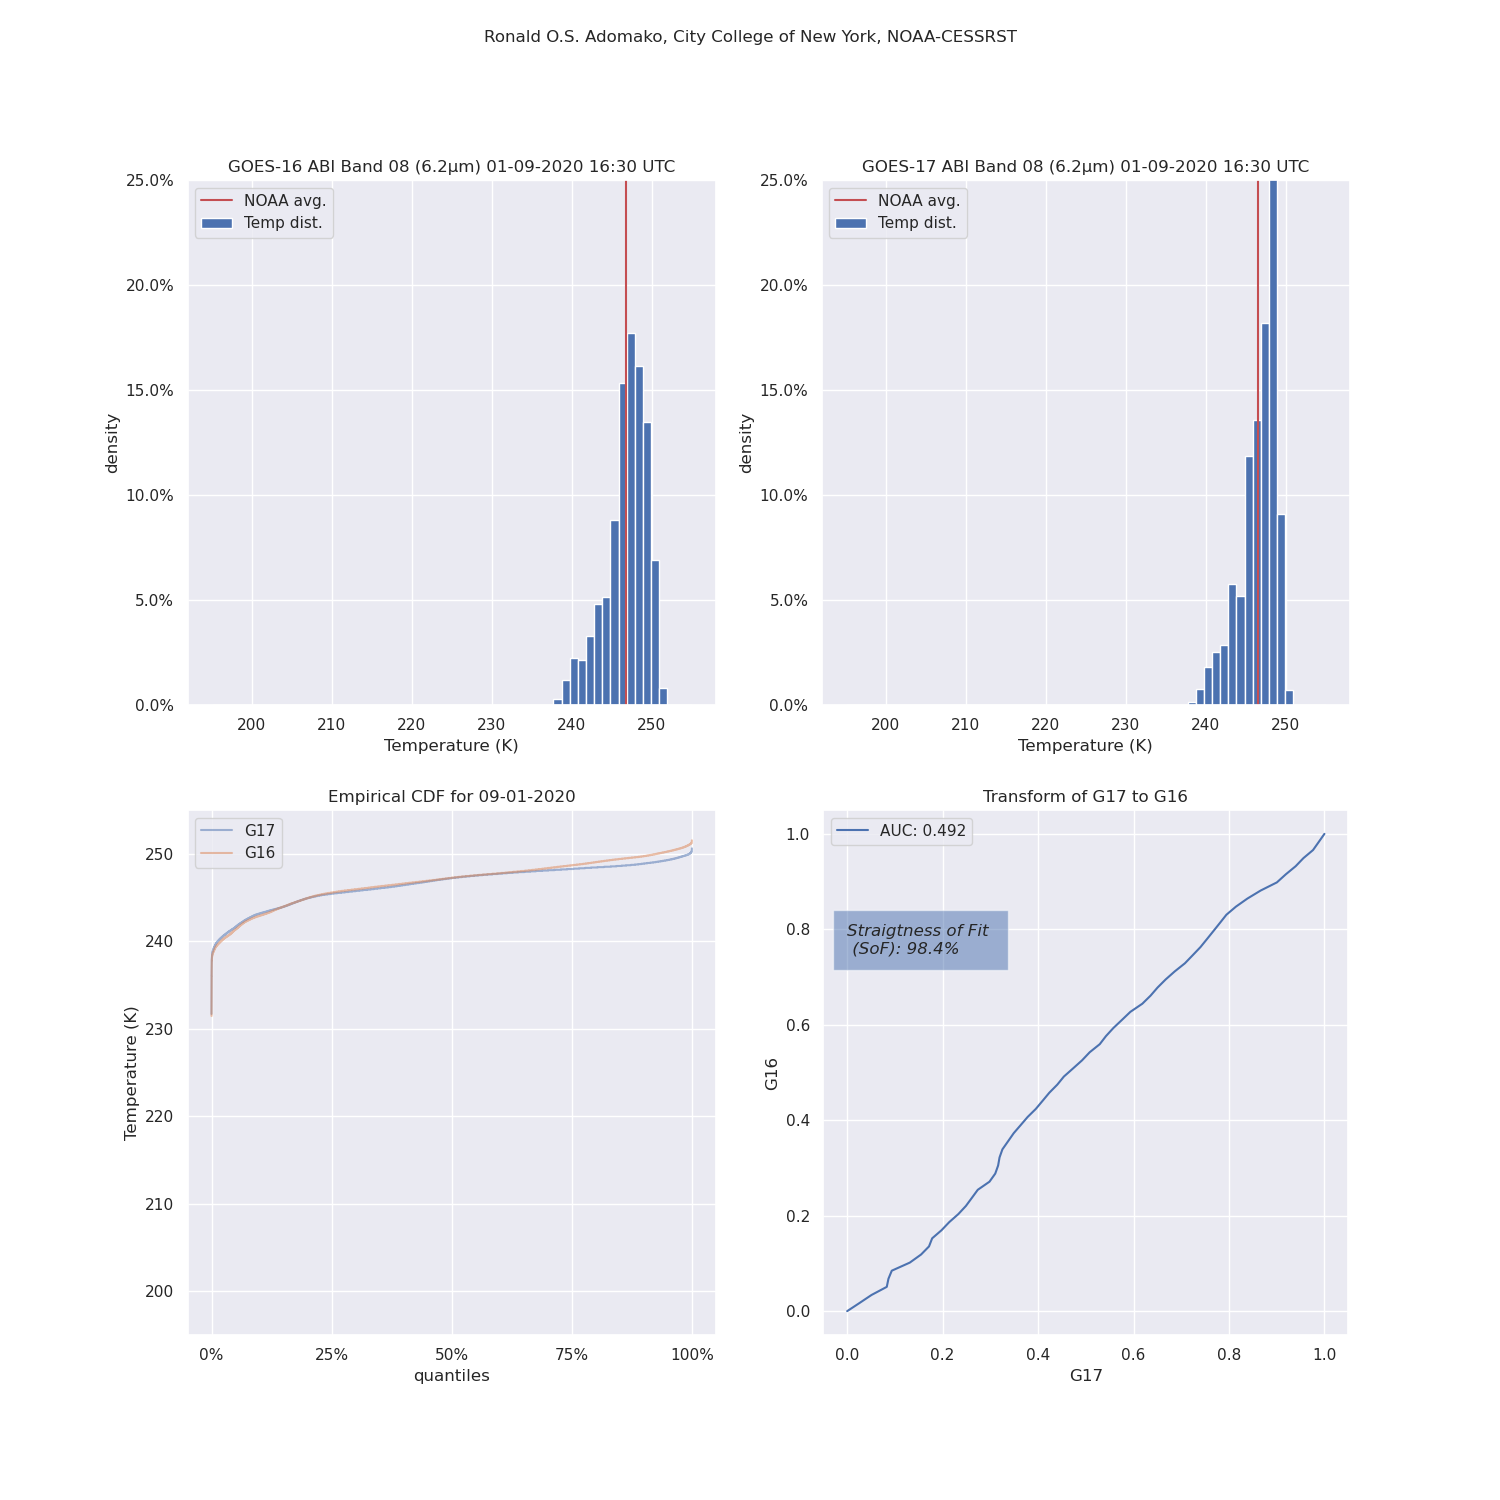 Ronald O.S. Adomako, City College of New York, NOAA-CESSRST
GOES-16 ABI Band 08 (6.2μm) 01-09-2020 16:30 UTC
NOAA avg.
Temp dist.
25.0%
20.0%
15.0%
10.0%
5.0%
0.0%
density
200
210
220
230
240
250
Temperature (K)
GOES-17 ABI Band 08 (6.2μm) 01-09-2020 16:30 UTC
NOAA avg.
Temp dist.
25.0%
20.0%
15.0%
10.0%
5.0%
0.0%
density
200
210
220
230
240
250
Temperature (K)
Empirical CDF for 09-01-2020
G17
G16
250
240
230
220
210
200
Temperature (K)
0%
25%
50%
75%
100%
quantiles
Transform of G17 to G16
AUC: 0.492
Straigtness of Fit
(SoF): 98.4%
1.0
0.8
0.6
0.4
0.2
0.0
G16
0.0
0.2
0.4
0.6
0.8
1.0
G17